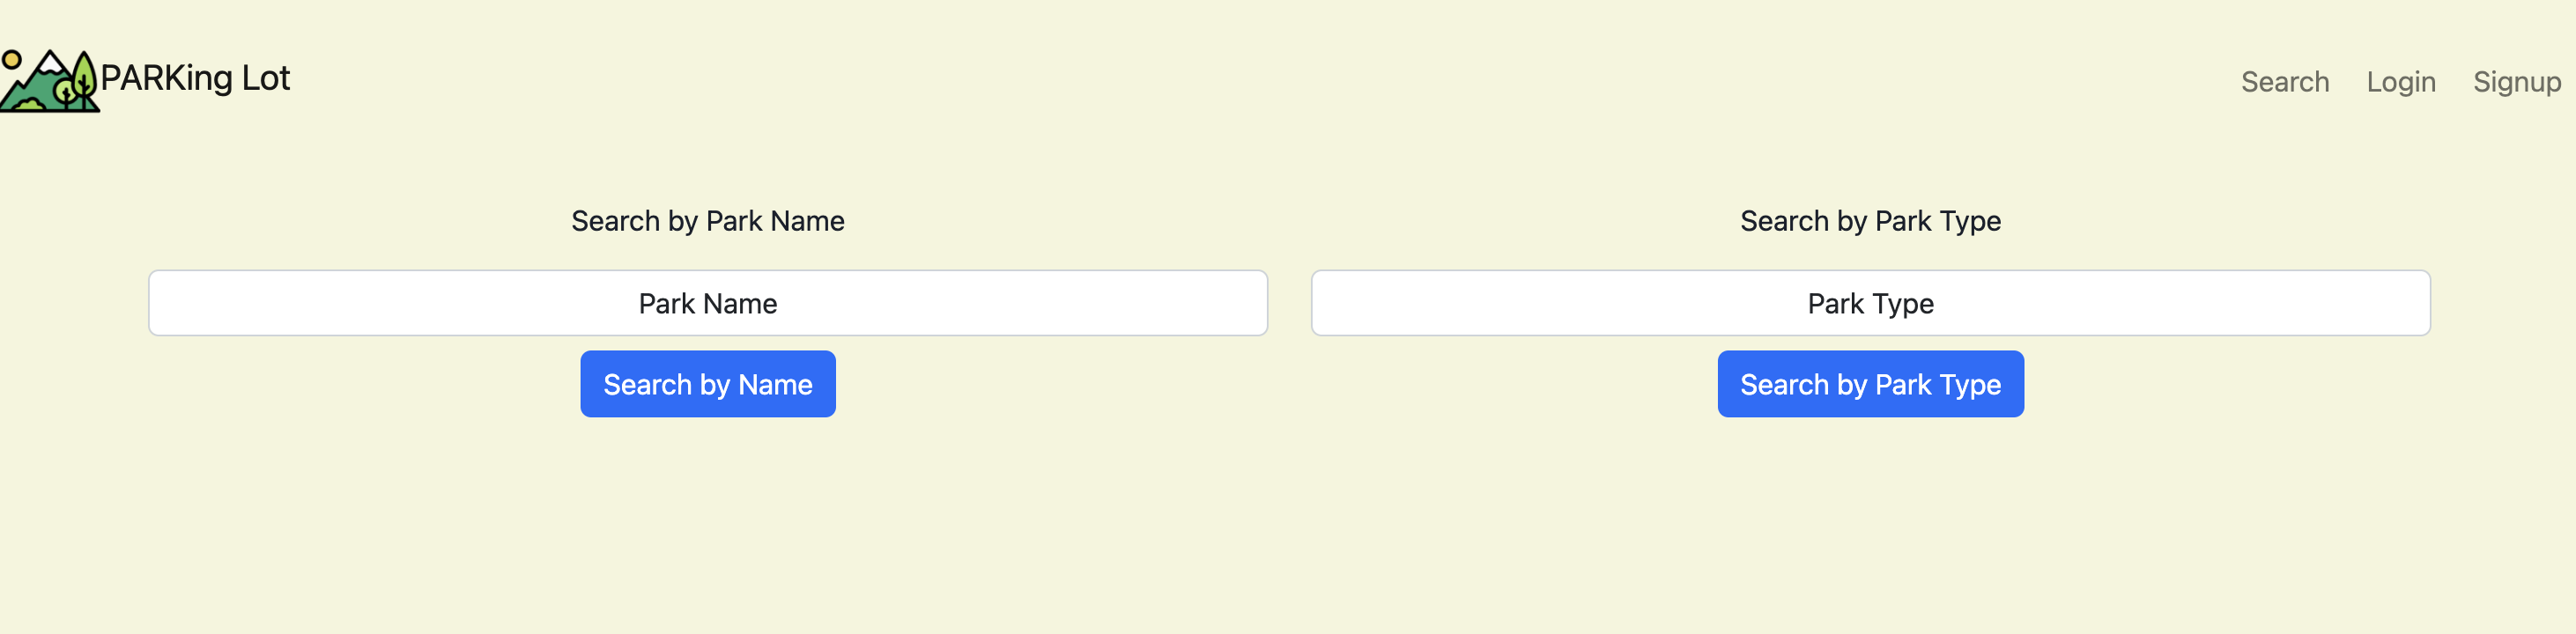 PARKing Lot
Search Login Signup
Search by Park Name
Park Name
Search by Name
Search by Park Type
Park Type
Search by Park Type